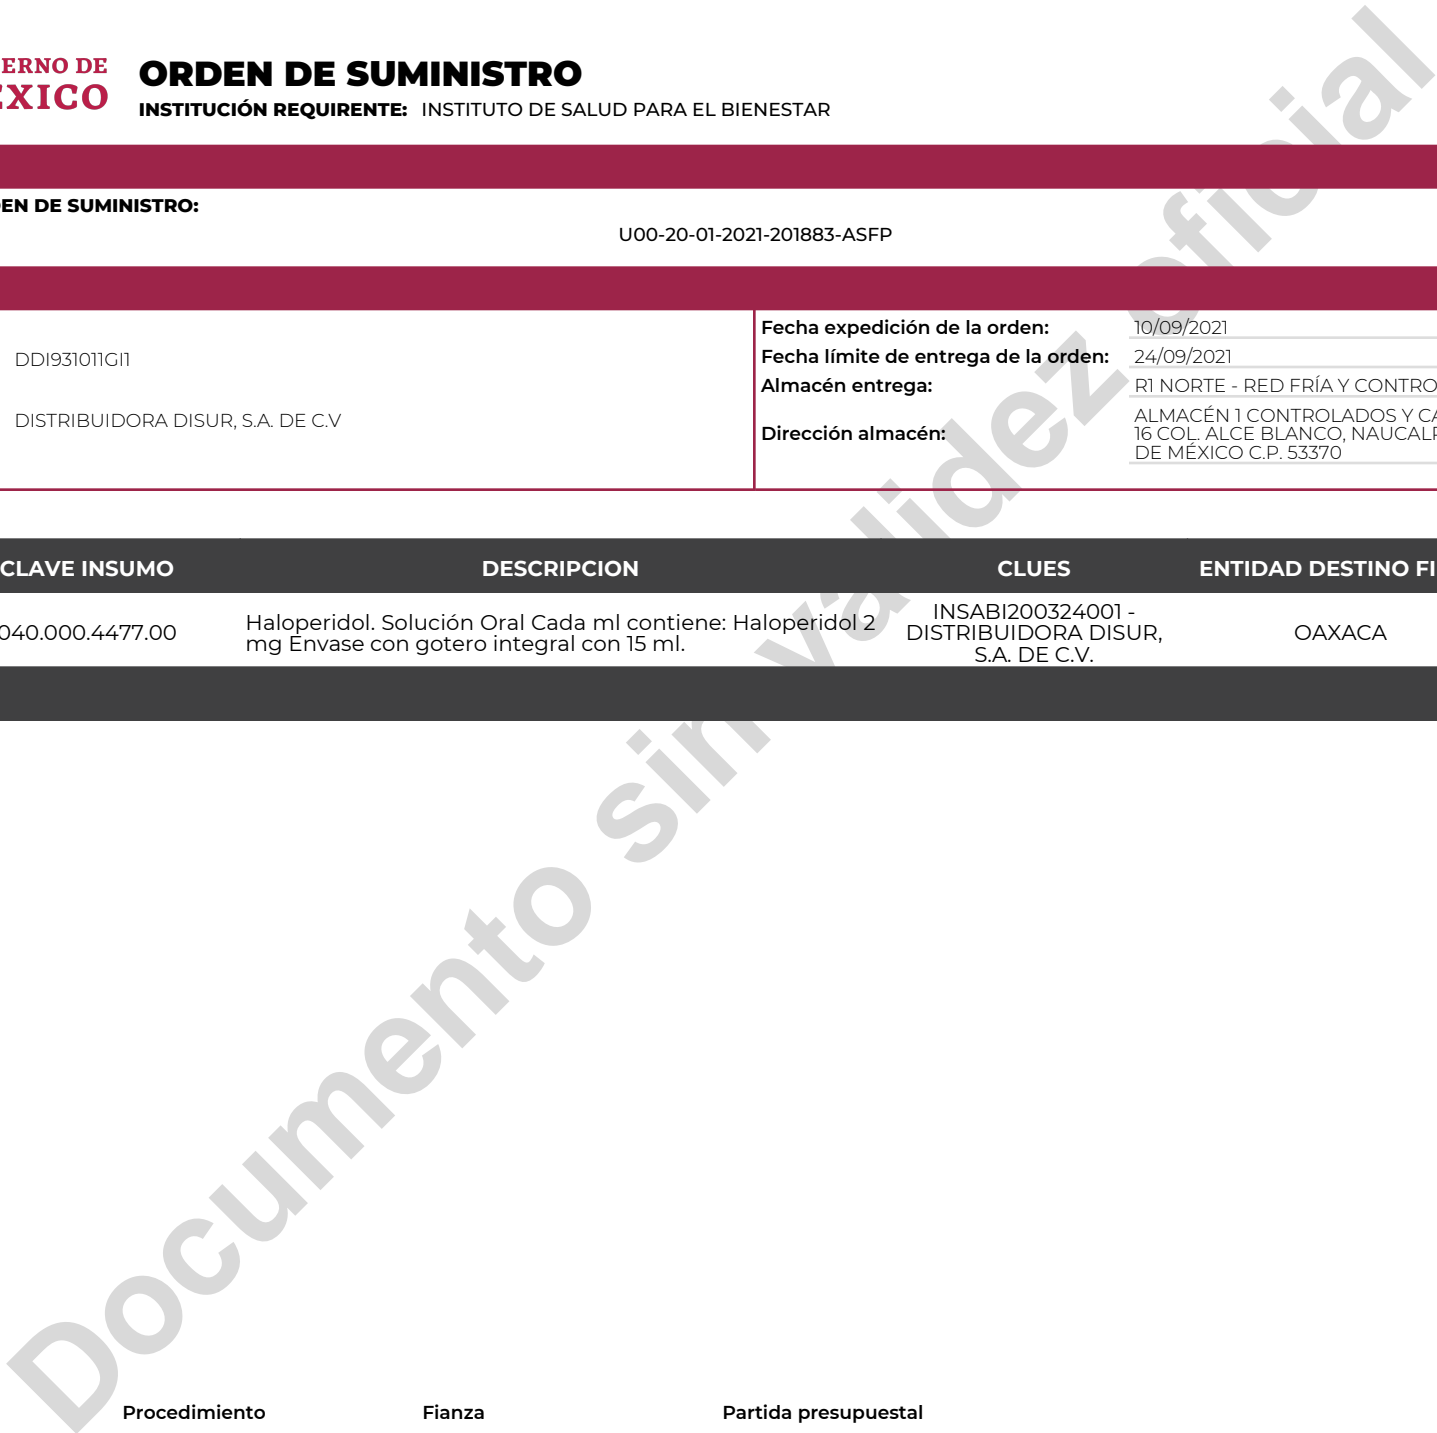 ERNO DE
ÉXICO
ORDEN DE SUMINISTRO
INSTITUCIÓN REQUIRENTE: INSTITUTO DE SALUD PARA EL BIENESTAR
EN DE SUMINISTRO:
U00-20-01-2021-201883-ASFP
DDI931011GI1
DISTRIBUIDORA DISUR, S.A. DE C.V
Fecha expedición de la orden: 10/09/2021
Fecha límite de entrega de la orden: 24/09/2021
Almacén entrega: R1 NORTE - RED FRÍA Y CONTRO
Dirección almacén: ALMACÉN 1 CONTROLADOS Y CA
16 COL. ALCE BLANCO, NAUCALP
DE MÉXICO C.P. 53370
CLAVE INSUMO DESCRIPCION CLUES ENTIDAD DESTINO FI
040.000.4477.00
Haloperidol. Solución Oral Cada ml contiene: Haloperidol 2
mg Envase con gotero integral con 15 ml.
INSABI200324001 -
DISTRIBUIDORA DISUR,
S.A. DE C.V.
OAXACA
Documento sin validez oficial
Procedimiento Fianza Partida presupuestal